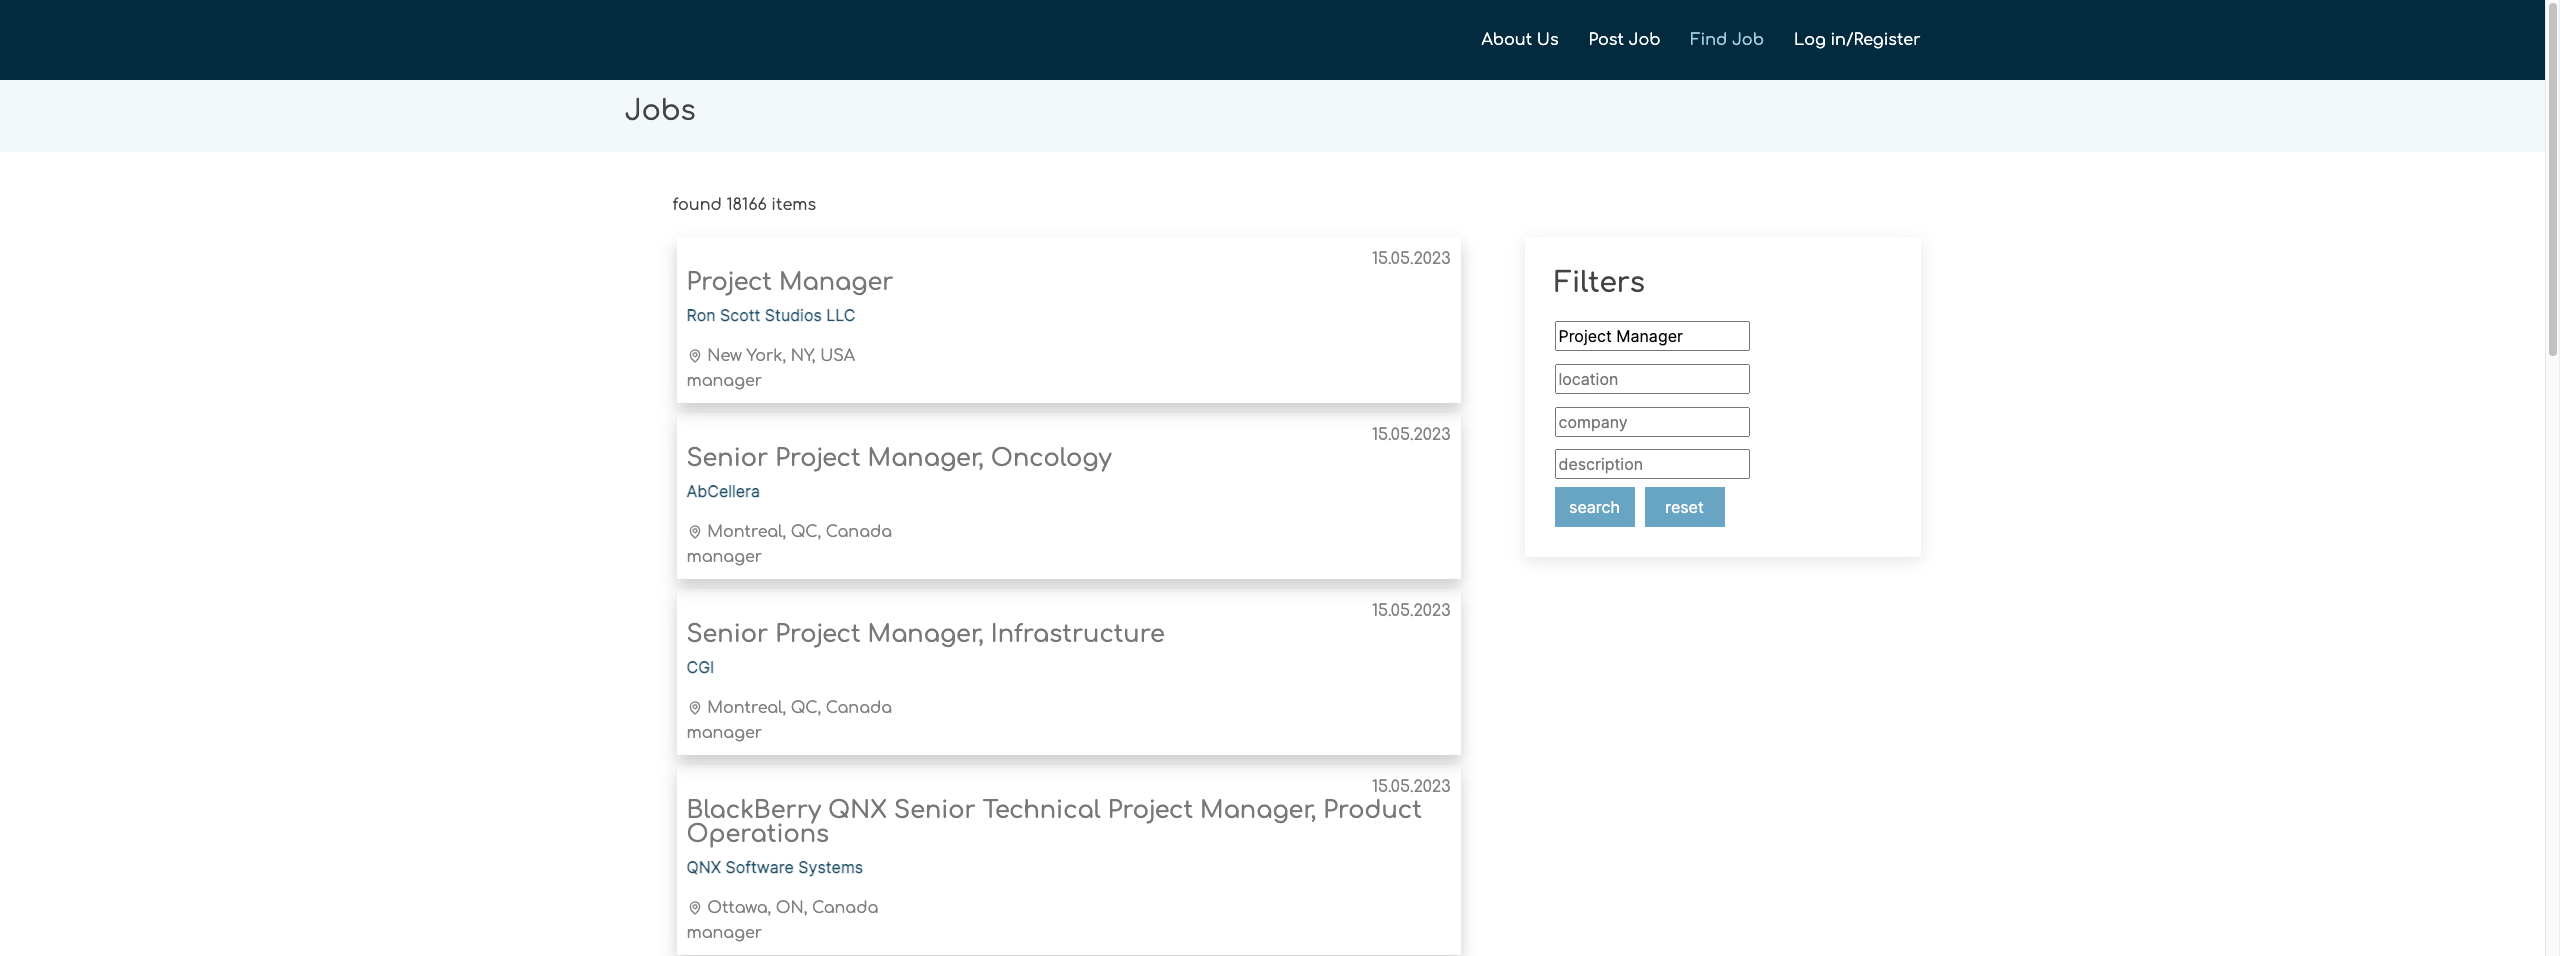 About Us
Post Job
Find Job
Log in/Register
Jobs
found 18166 items
15.05.2023
Project Manager
Ron Scott Studios LLC
New York, NY, USA
manager
15.05.2023
Senior Project Manager, Oncology
AbCellera
Montreal, QC, Canada
manager
15.05.2023
Senior Project Manager, Infrastructure
CGI
Montreal, QC, Canada
manager
15.05.2023
BlackBerry QNX Senior Technical Project Manager, Product
Operations
QNX Software Systems
Ottawa, ON, Canada
manager
Filters
Project Manager
location
company
description
search
reset